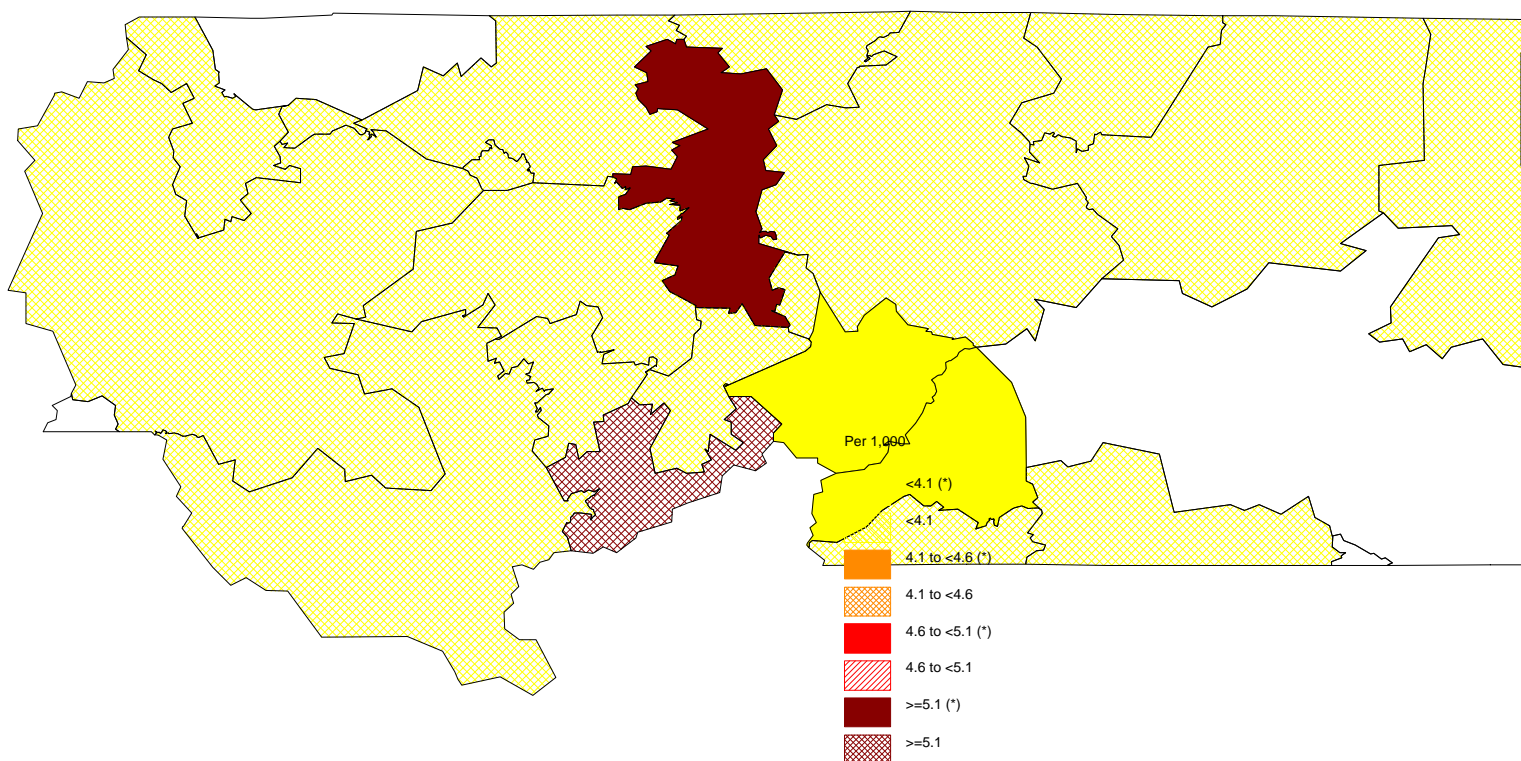 Per 1,000
<4.1 (*)
<4.1
4.1 to <4.6 (*)
4.1 to <4.6
4.6 to <5.1 (*)
4.6 to <5.1
>=5.1 (*)
>=5.1